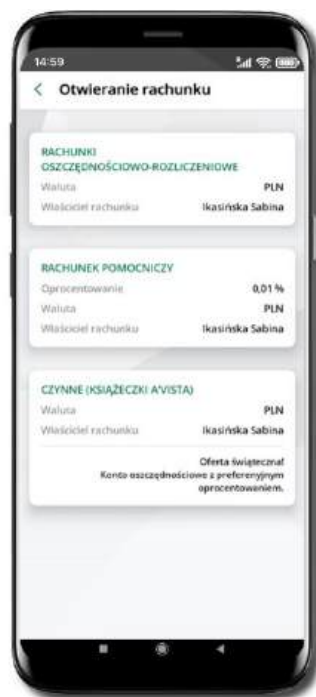 14:59
Otwieranie rachunku
RACHUNKI
OSZCZĘDNOŚCIOWO-ROZLICZENIOWE
Waluta PLN
Właściciel rachunku Ikasińska Sabina
RACHUNEK POMOCNICZY
Oprocentowanie 0,01 %
Waluta PLN
Właściciel rachunku Ikasińska Sabina
CZYNNE (KSIĄŻECZKI A'VISTA)
Waluta PLN
Właściciel rachunku Ikasińska Sabina
Oferta świąteczna!
Konto oszczędnościowe z preferenyjnym
oprocentowaniem.